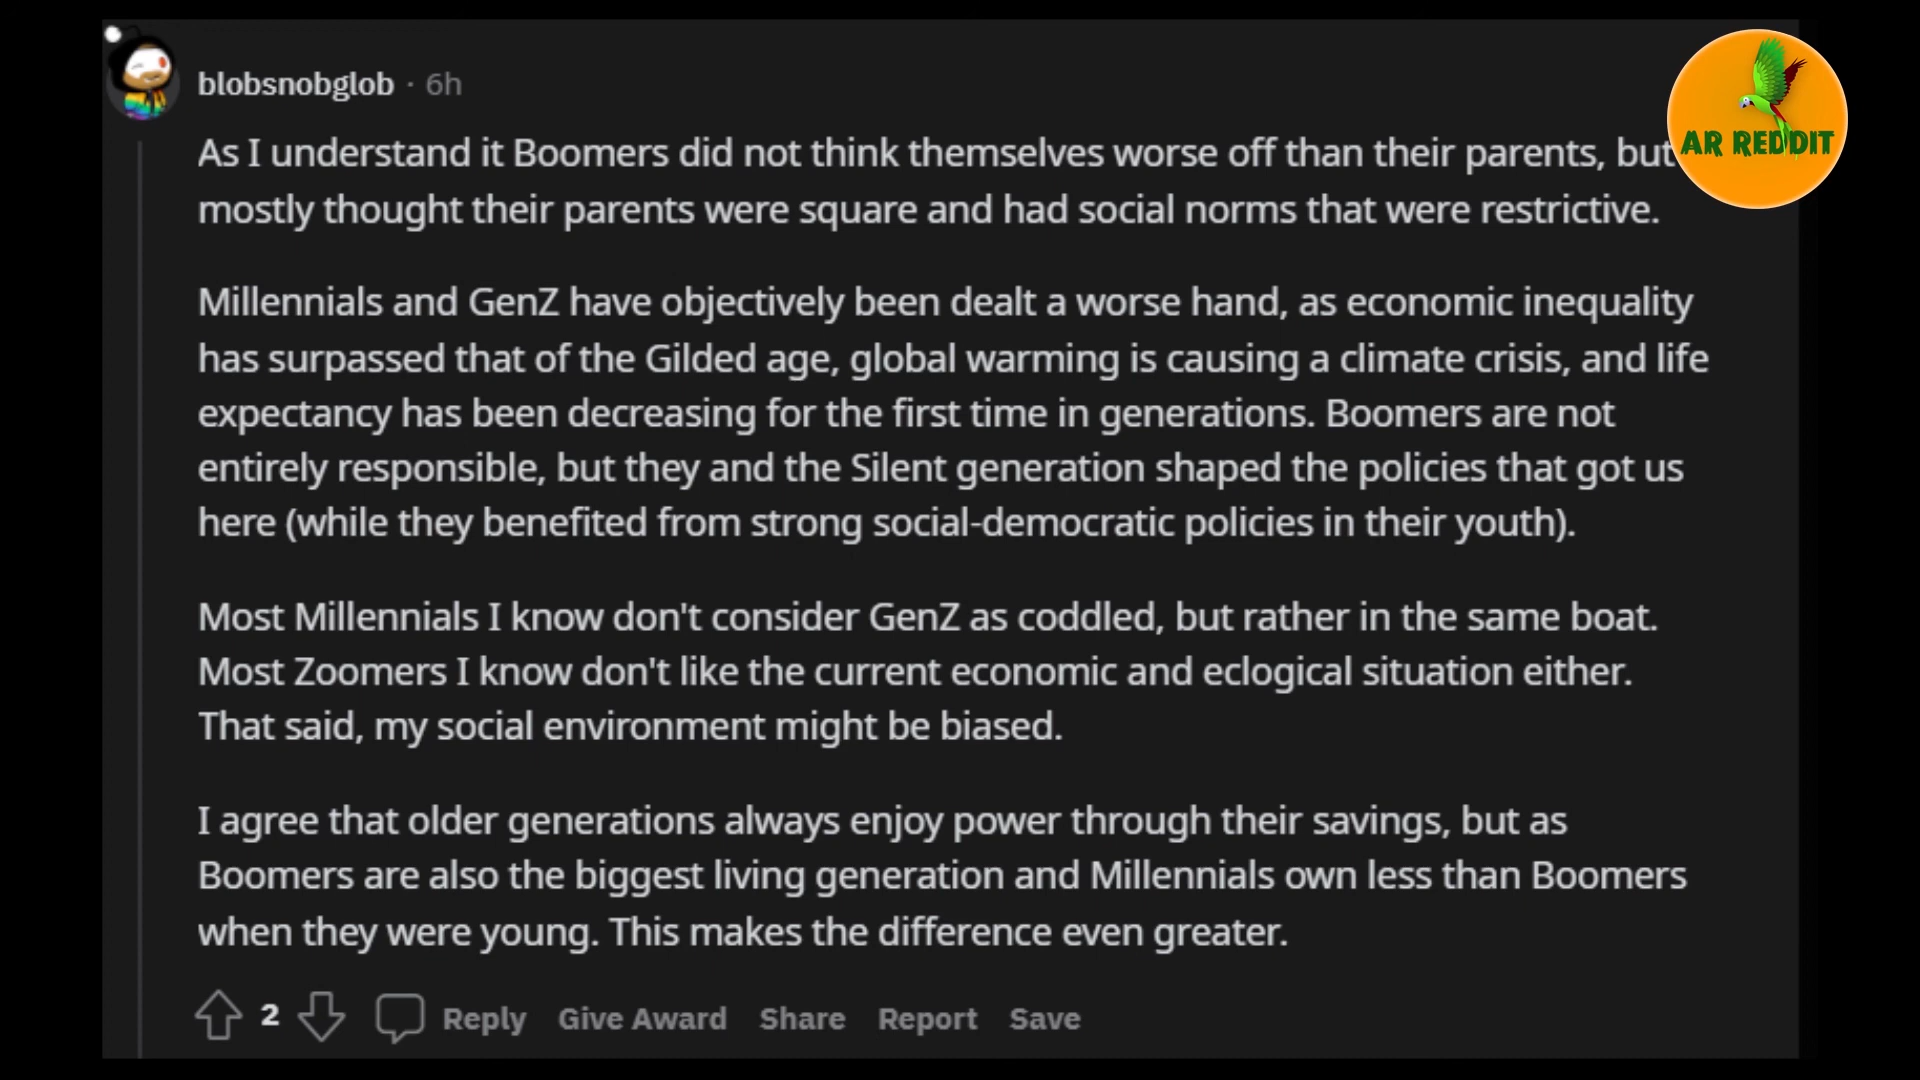 blobsnobglob · 6h
AR REDDIT
As I understand it Boomers did not think themselves worse off than their parents, but
mostly thought their parents were square and had social norms that were restrictive.
Millennials and GenZ have objectively been dealt a worse hand, as economic inequality
has surpassed that of the Gilded age, global warming is causing a climate crisis, and life
expectancy has been decreasing for the first time in generations. Boomers are not
entirely responsible, but they and the Silent generation shaped the policies that got us
here (while they benefited from strong social-democratic policies in their youth).
Most Millennials I know don't consider GenZ as coddled, but rather in the same boat.
Most Zoomers I know don't like the current economic and eclogical situation either.
That said, my social environment might be biased.
I agree that older generations always enjoy power through their savings, but as
Boomers are also the biggest living generation and Millennials own less than Boomers
when they were young. This makes the difference even greater.
2 Reply Give Award Share Report Save